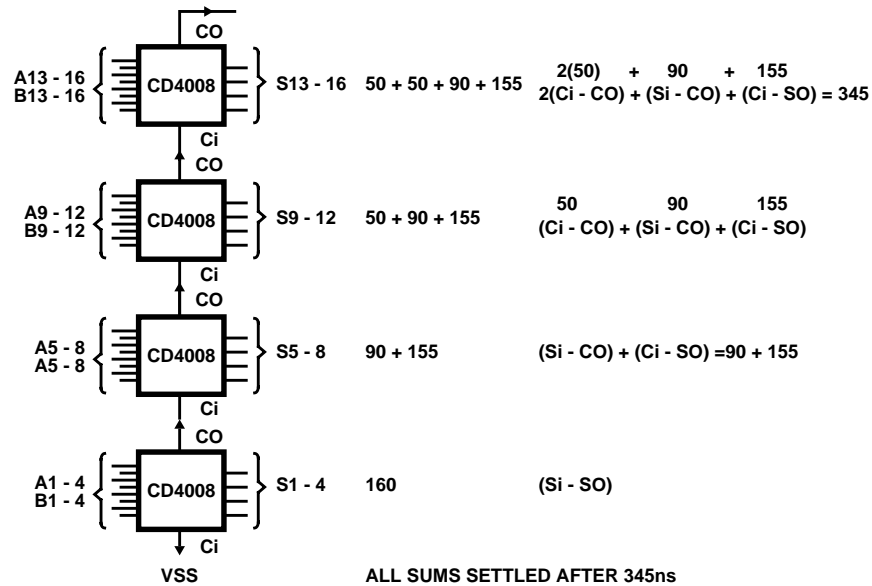 CO
A13 - 16
B13 - 16
CD4008
S13 - 16
50 + 50 + 90 + 155
2(50) + 90 + 155
2(Ci - CO) + (Si - CO) + (Ci - SO) = 345
Ci
CO
A9 - 12
B9 - 12
CD4008
S9 - 12
50 + 90 + 155
50 90 155
(Ci - CO) + (Si - CO) + (Ci - SO)
Ci
CO
A5 - 8
A5 - 8
CD4008
S5 - 8
90 + 155
(Si - CO) + (Ci - SO) =90 + 155
Ci
CO
A1 - 4
B1 - 4
CD4008
S1 - 4
160
(Si - SO)
Ci
VSS
ALL SUMS SETTLED AFTER 345ns